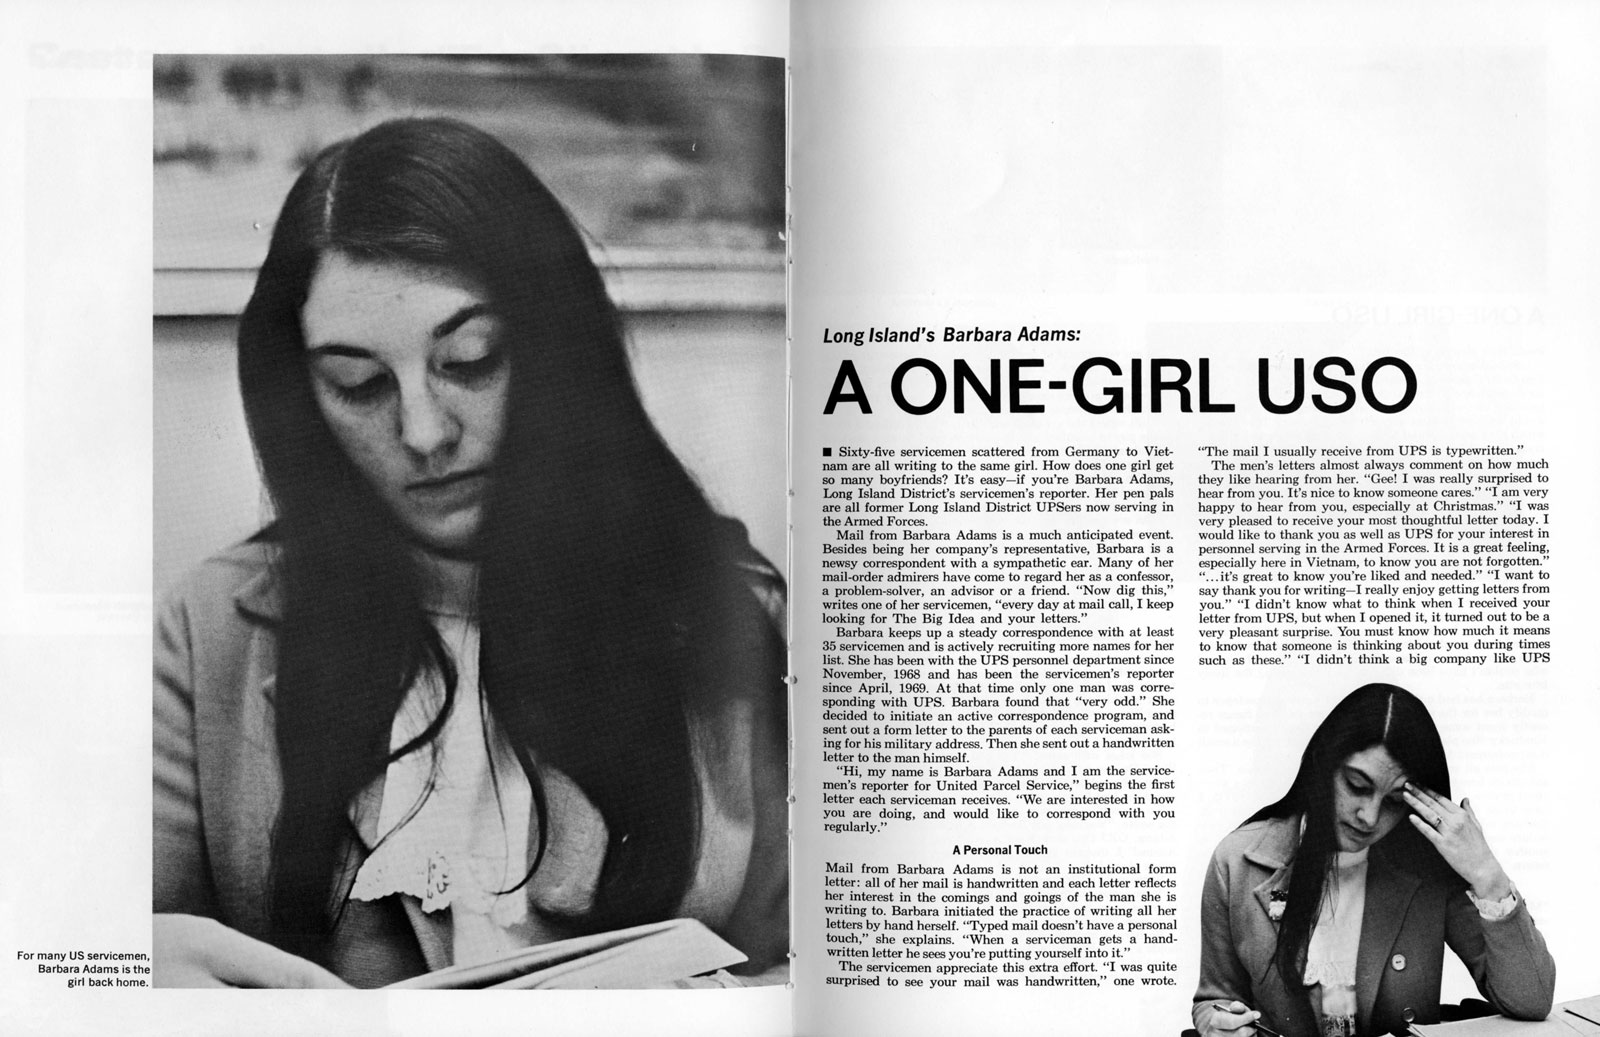 For many US servicemen,
Barbara Adams is the
girl back home.
Long Island's Barbara Adams:
A ONE-GIRL USO
■ Sixty-five servicemen scattered from Germany to Viet-
nam are all writing to the same girl. How does one girl get
so many boyfriends? It's easy—if you're Barbara Adams,
Long Island District's servicemen's reporter. Her pen pals
are all former Long Island District UPSers now serving in
the Armed Forces.
Mail from Barbara Adams is a much anticipated event.
Besides being her company's representative, Barbara is a
newsy correspondent with a sympathetic ear. Many of her
mail-order admirers have come to regard her as a confessor,
a problem-solver, an advisor or a friend. “Now dig this,”
writes one of her servicemen, “every day at mail call, I keep
looking for The Big Idea and your letters.”
Barbara keeps up a steady correspondence with at least
35 servicemen and is actively recruiting more names for her
list. She has been with the UPS personnel department since
November, 1968 and has been the servicemen's reporter
since April, 1969. At that time only one man was corre-
sponding with UPS. Barbara found that “very odd.” She
decided to initiate an active correspondence program, and
sent out a form letter to the parents of each serviceman ask-
ing for his military address. Then she sent out a handwritten
letter to the man himself.
“Hi, my name is Barbara Adams and I am the service-
men's reporter for United Parcel Service,” begins the first
letter each serviceman receives. “We are interested in how
you are doing, and would like to correspond with you
regularly.”
A Personal Touch
Mail from Barbara Adams is not an institutional form
letter: all of her mail is handwritten and each letter reflects
her interest in the comings and goings of the man she is
writing to. Barbara initiated the practice of writing all her
letters by hand herself. “Typed mail doesn't have a personal
touch,” she explains. “When a serviceman gets a hand-
written letter he sees you're putting yourself into it.”
The servicemen appreciate this extra effort. “I was quite
surprised to see your mail was handwritten,” one wrote.
“The mail I usually receive from UPS is typewritten.”
The men's letters almost always comment on how much
they like hearing from her. “Gee! I was really surprised to
hear from you. It's nice to know someone cares.” “I am very
happy to hear from you, especially at Christmas.” “I was
very pleased to receive your most thoughtful letter today. I
would like to thank you as well as UPS for your interest in
personnel serving in the Armed Forces. It is a great feeling,
especially here in Vietnam, to know you are not forgotten.”
“...it's great to know you're liked and needed.” “I want to
say thank you for writing—I really enjoy getting letters from
you.” “I didn't know what to think when I received your
letter from UPS, but when I opened it, it turned out to be a
very pleasant surprise. You must know how much it means
to know that someone is thinking about you during times
such as these.” “I didn't think a big company like UPS